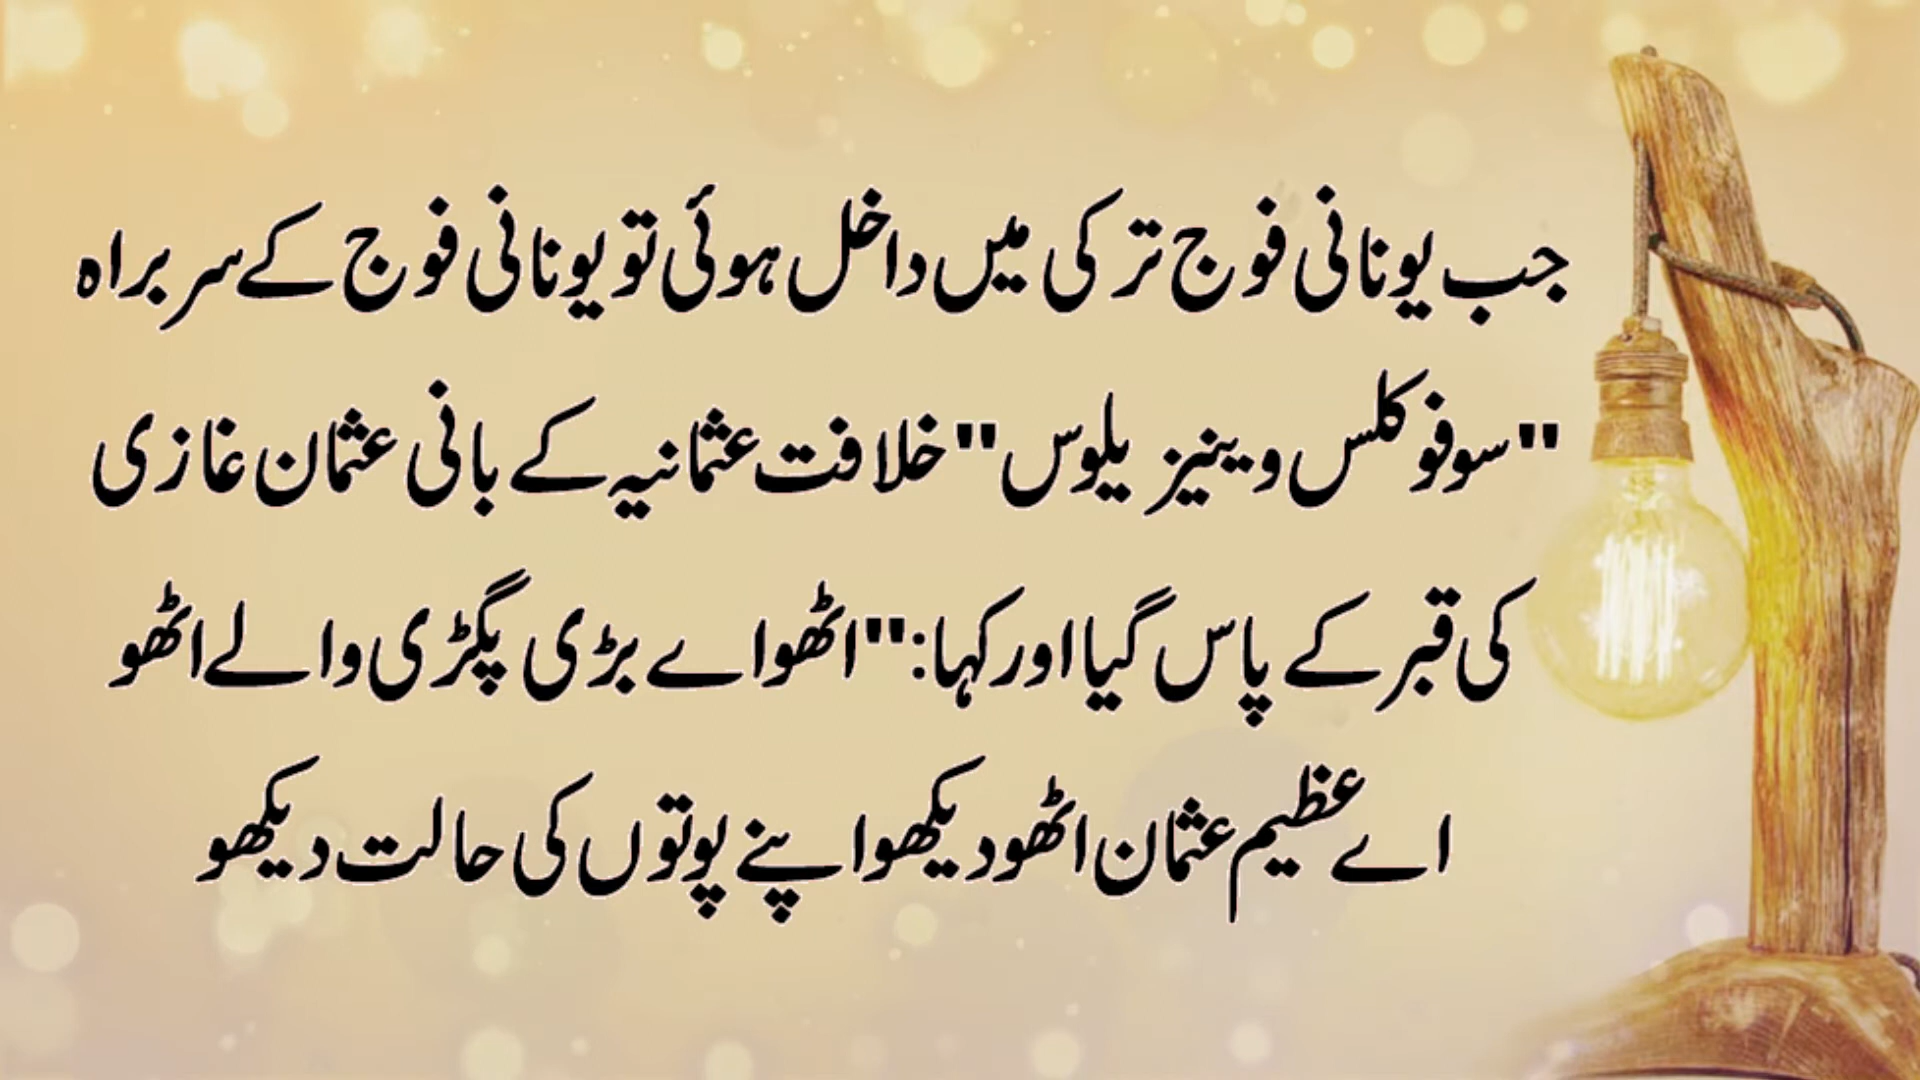 جب یونانی فوج ترکی میں داخل ہوئی تو یونانی فوج کے سربراہ
"سوفوکلس وینیزیلوس" خلافت عثمانیہ کے بانی عثمان غازی
کی قبر کے پاس گیا اور کہا: "اٹھو اے بڑی پگڑی والے اٹھو
اے عظیم عثمان اٹھو دیکھو اپنے پوتوں کی حالت دیکھو